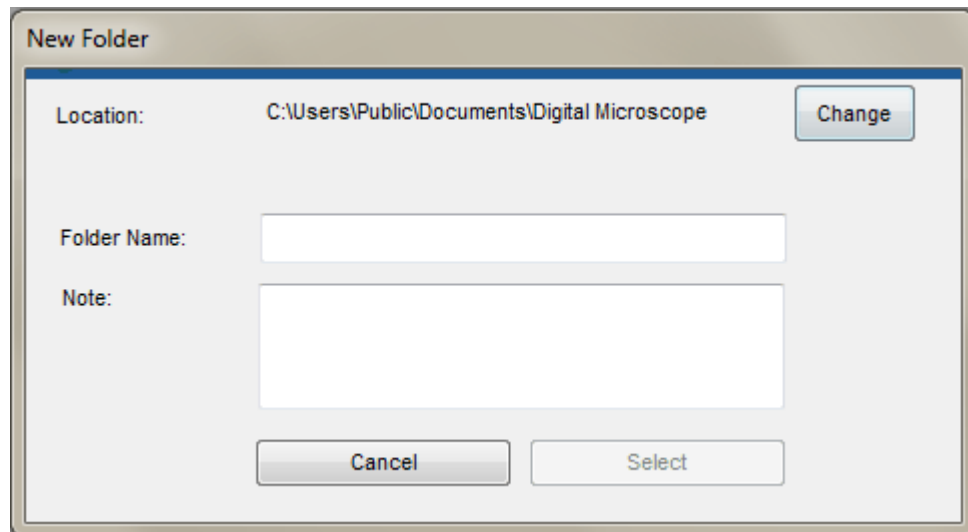 New Folder
Location: C:\Users\Public\Documents\Digital Microscope Change
Folder Name:
Note:
Cancel Select